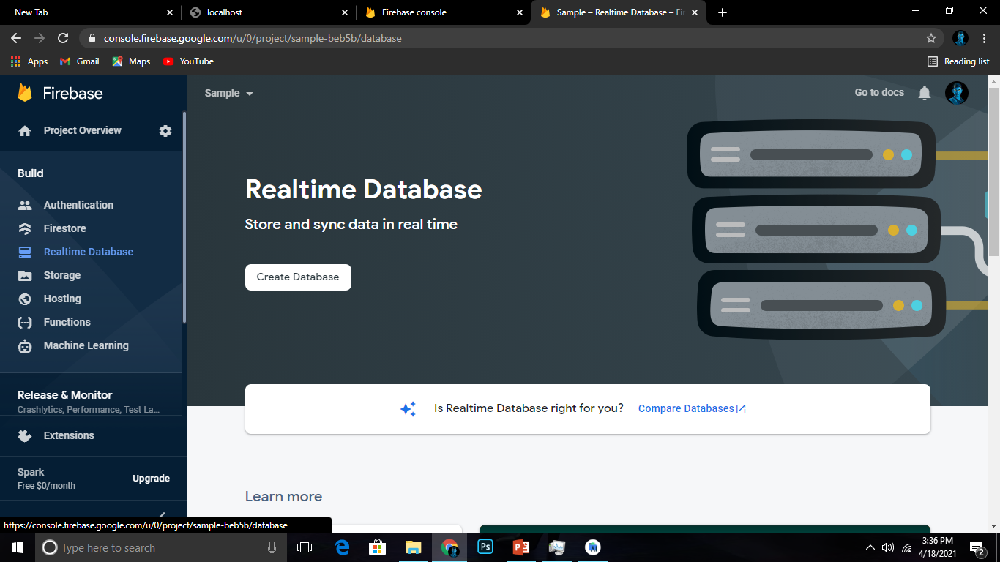 New Tab
localhost
Firebase console
Sample – Realtime Database – Fi
console.firebase.google.com/u/0/project/sample-beb5b/database
Apps
Gmail
Maps
YouTube
Reading list
Firebase
Sample
Go to docs
Project Overview
Build
Authentication
Firestore
Realtime Database
Storage
Hosting
Functions
Machine Learning
Release & Monitor
Crashlytics, Performance, Test La...
Extensions
Spark
Free $0/month
Upgrade
Realtime Database
Store and sync data in real time
Create Database
Is Realtime Database right for you?
Compare Databases
Learn more
https://console.firebase.google.com/u/0/project/sample-beb5b/database
Type here to search
Ps
3:36 PM
4/18/2021
2